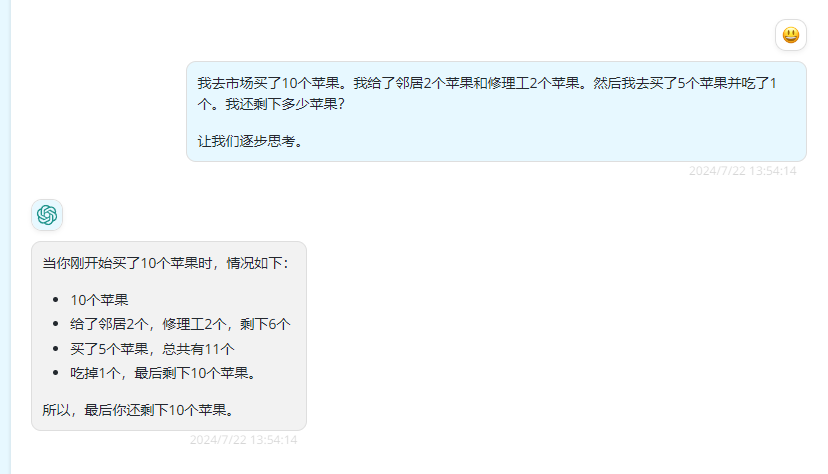 我去市场买了10个苹果。我给了邻居2个苹果和修理工2个苹果。然后我去买了5个苹果并吃了1
个。我还剩下多少苹果？
让我们逐步思考。
2024/7/22 13:54:14
当你刚开始买了10个苹果时，情况如下：
10个苹果
给了邻居2个，修理工2个，剩下6个
买了5个苹果，总共有11个
吃掉1个，最后剩下10个苹果。
所以，最后你还剩下10个苹果。
2024/7/22 13:54:14